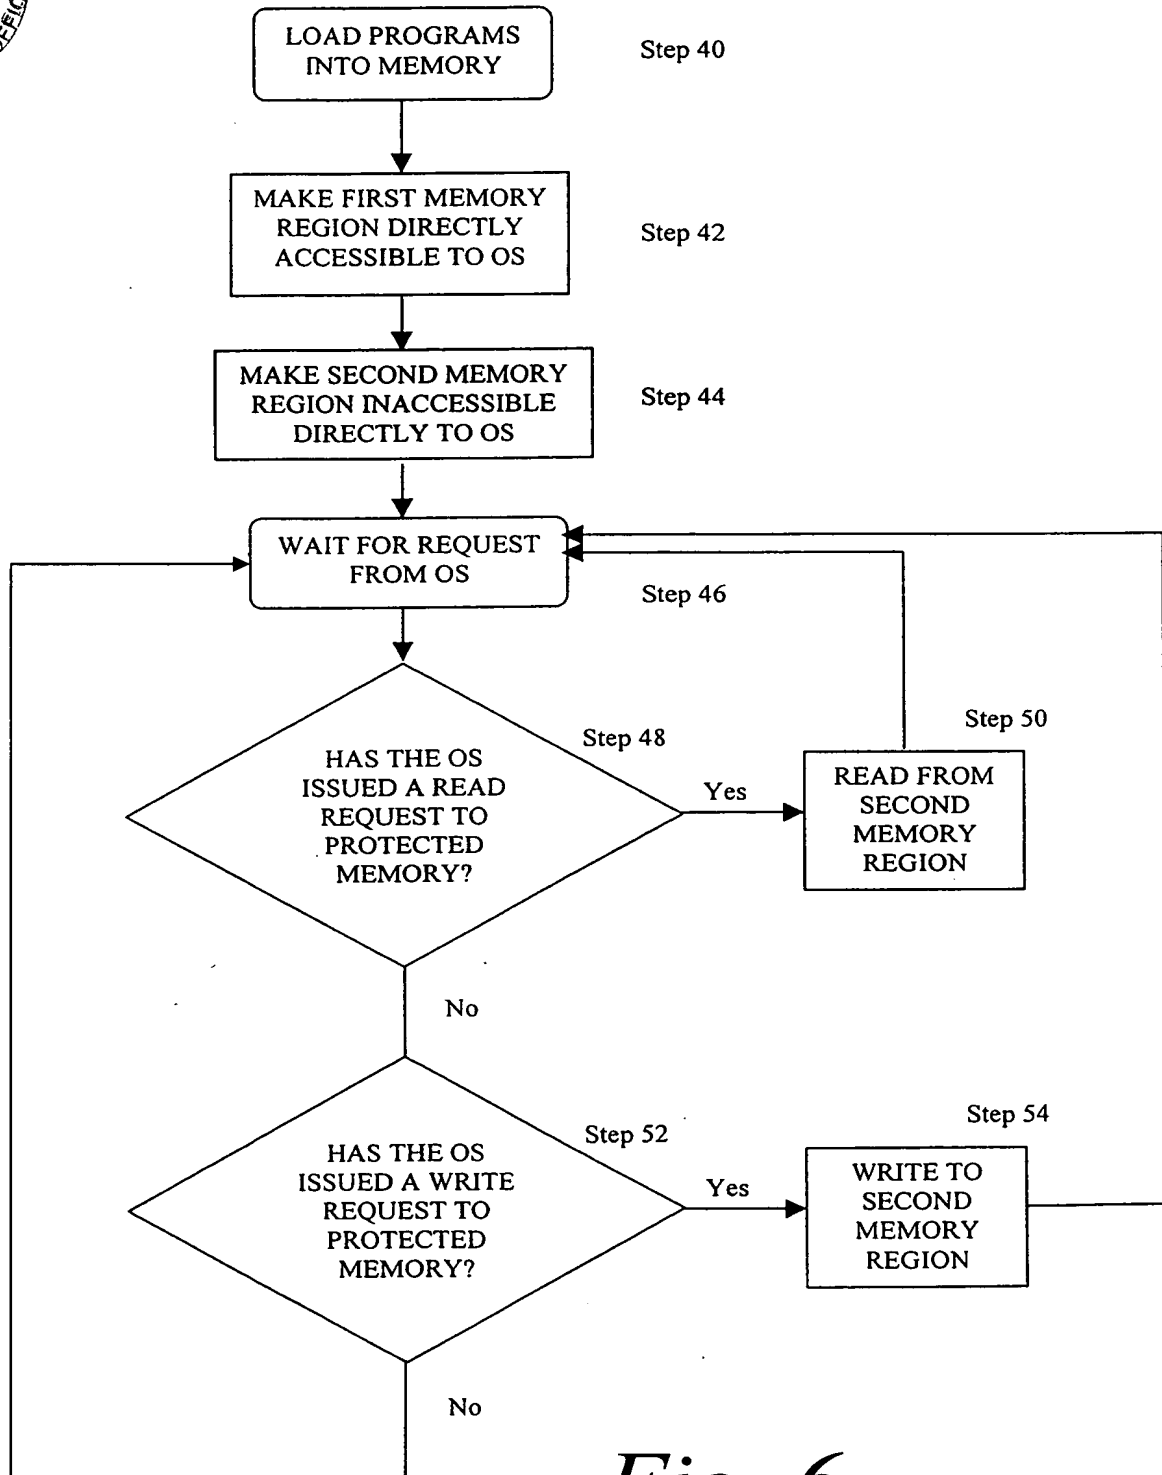 LOAD PROGRAMS
INTO MEMORY
Step 40
MAKE FIRST MEMORY
REGION DIRECTLY
ACCESSIBLE TO OS
Step 42
MAKE SECOND MEMORY
REGION INACCESSIBLE
DIRECTLY TO OS
Step 44
WAIT FOR REQUEST
FROM OS
Step 46
HAS THE OS
ISSUED A READ
REQUEST TO
PROTECTED
MEMORY?
Step 48
Yes
Step 50
READ FROM
SECOND
MEMORY
REGION
No
HAS THE OS
ISSUED A WRITE
REQUEST TO
PROTECTED
MEMORY?
Step 52
Yes
Step 54
WRITE TO
SECOND
MEMORY
REGION
No
Fig. 6